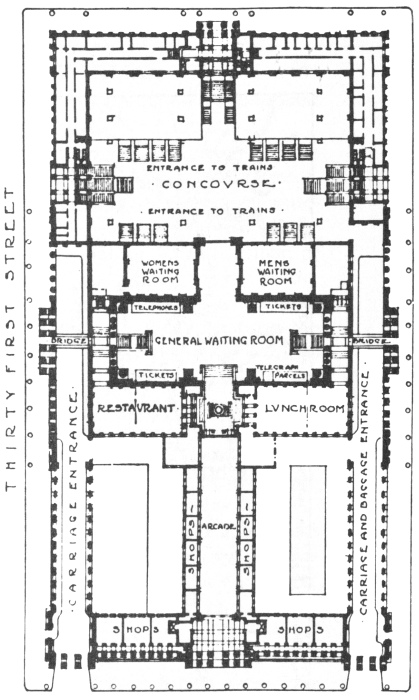 ENTRANCE TO TRAINS
· CONCOVRSE ·
· ENTRANCE TO TRAINS ·
WOMENS
WAITING
ROOM
MENS
WAITING
ROOM
TELEPHONES
TICKETS
BRIDGE
GENERAL WAITING ROOM
BRIDGE
TICKETS
TELEGRAPH
PARCELS
RESTAVRANT
LVNCH ROOM
THIRTY FIRST STREET
· CARRIAGE ENTRANCE
CARRIAGE AND BAGGAGE ENTRANCE
SHOPS
ARCADE
SHOPS
SHOPS
SHOPS